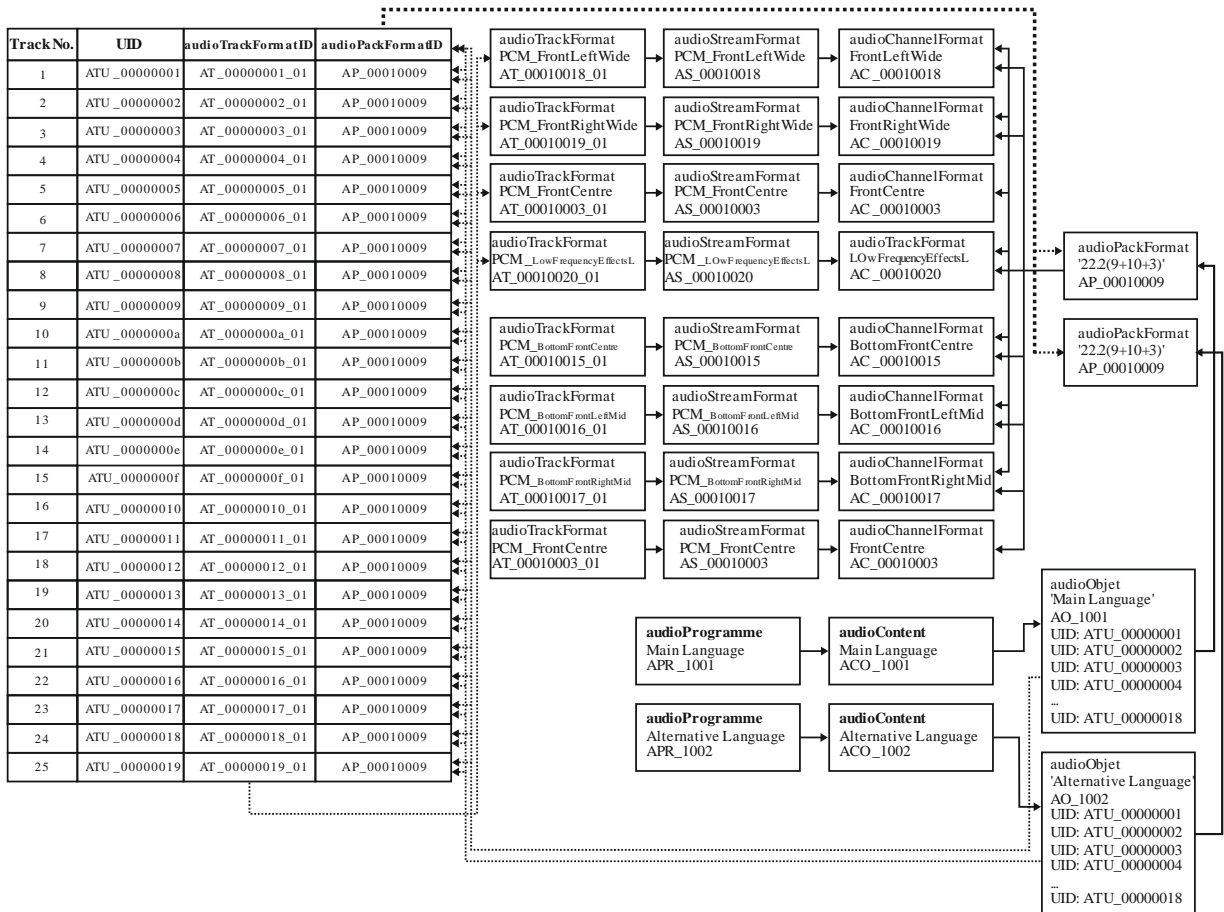 Track No. UID audioTrackFormatID audioPackFormatID
1 ATU_00000001 AT_00000001_01 AP_00010009
2 ATU_00000002 AT_00000002_01 AP_00010009
3 ATU_00000003 AT_00000003_01 AP_00010009
4 ATU_00000004 AT_00000004_01 AP_00010009
5 ATU_00000005 AT_00000005_01 AP_00010009
6 ATU_00000006 AT_00000006_01 AP_00010009
7 ATU_00000007 AT_00000007_01 AP_00010009
8 ATU_00000008 AT_00000008_01 AP_00010009
9 ATU_00000009 AT_00000009_01 AP_00010009
10 ATU_0000000a AT_0000000a_01 AP_00010009
11 ATU_0000000b AT_0000000b_01 AP_00010009
12 ATU_0000000c AT_0000000c_01 AP_00010009
13 ATU_0000000d AT_0000000d_01 AP_00010009
14 ATU_0000000e AT_0000000e_01 AP_00010009
15 ATU_0000000f AT_0000000f_01 AP_00010009
16 ATU_00000010 AT_00000010_01 AP_00010009
17 ATU_00000011 AT_00000011_01 AP_00010009
18 ATU_00000012 AT_00000012_01 AP_00010009
19 ATU_00000013 AT_00000013_01 AP_00010009
20 ATU_00000014 AT_00000014_01 AP_00010009
21 ATU_00000015 AT_00000015_01 AP_00010009
22 ATU_00000016 AT_00000016_01 AP_00010009
23 ATU_00000017 AT_00000017_01 AP_00010009
24 ATU_00000018 AT_00000018_01 AP_00010009
25 ATU_00000019 AT_00000019_01 AP_00010009
audioTrackFormat
PCM_FrontLeftWide
AT_00010018_01
audioStreamFormat
PCM_FrontLeftWide
AS_00010018
audioChannelFormat
FrontLeftWide
AC_00010018
audioTrackFormat
PCM_FrontRightWide
AT_00010019_01
audioStreamFormat
PCM_FrontRightWide
AS_00010019
audioChannelFormat
FrontRightWide
AC_00010019
audioTrackFormat
PCM_FrontCentre
AT_00010003_01
audioStreamFormat
PCM_FrontCentre
AS_00010003
audioChannelFormat
FrontCentre
AC_00010003
audioTrackFormat
PCM_LowFrequencyEffectsL
AT_00010020_01
audioStreamFormat
PCM_LOwFrequencyEffectsL
AS_00010020
audioTrackFormat
LOwFrequencyEffectsL
AC_00010020
audioTrackFormat
PCM_BottomFrontCentre
AT_00010015_01
audioStreamFormat
PCM_BottomFrontCentre
AS_00010015
audioChannelFormat
BottomFrontCentre
AC_00010015
audioTrackFormat
PCM_BottomFrontLeftMid
AT_00010016_01
audioStreamFormat
PCM_BottomFrontLeftMid
AS_00010016
audioChannelFormat
BottomFrontLeftMid
AC_00010016
audioTrackFormat
PCM_BottomFrontRightMid
AT_00010017_01
audioStreamFormat
PCM_BottomFrontRightMid
AS_00010017
audioChannelFormat
BottomFrontRightMid
AC_00010017
audioTrackFormat
PCM_FrontCentre
AT_00010003_01
audioStreamFormat
PCM_FrontCentre
AS_00010003
audioChannelFormat
FrontCentre
AC_00010003
audioPackFormat
'22.2(9+10+3)'
AP_00010009
audioPackFormat
'22.2(9+10+3)'
AP_00010009
audioProgramme
Main Language
APR_1001
audioContent
Main Language
ACO_1001
audioObjet
'Main Language'
AO_1001
UID: ATU_00000001
UID: ATU_00000002
UID: ATU_00000003
UID: ATU_00000004
...
UID: ATU_00000018
audioProgramme
Alternative Language
APR_1002
audioContent
Alternative Language
ACO_1002
audioObjet
'Alternative Language'
AO_1002
UID: ATU_00000001
UID: ATU_00000002
UID: ATU_00000003
UID: ATU_00000004
...
UID: ATU_00000018